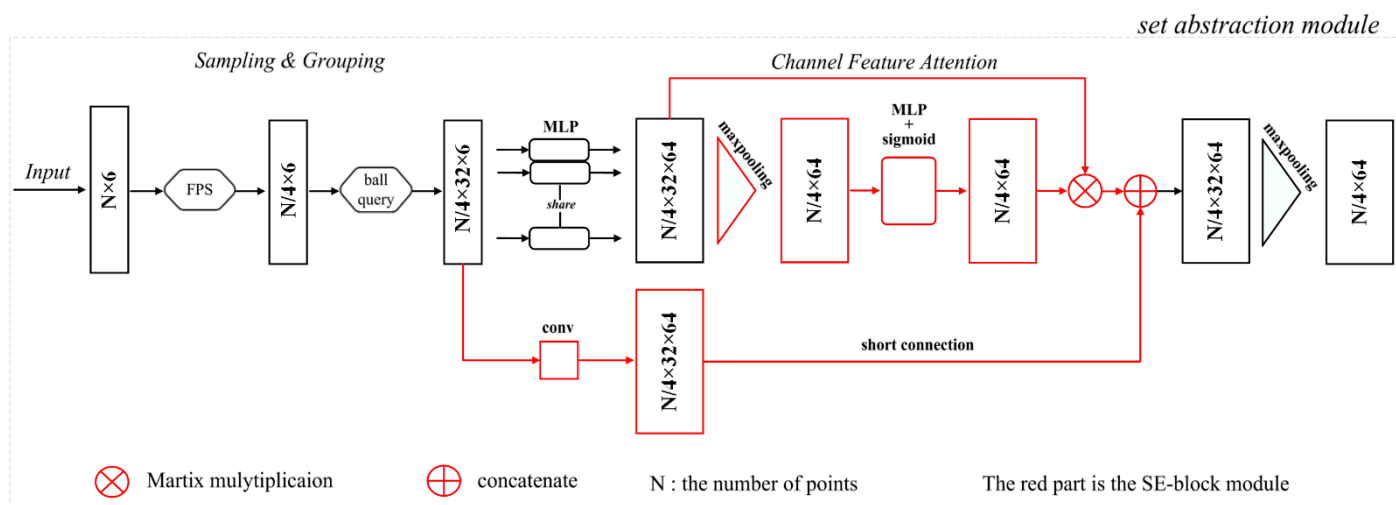 set abstraction module
Sampling & Grouping
Channel Feature Attention
Input
N×6
FPS
N/4×6
ball
query
N/4×32×6
MLP
share
N/4×32×64
maxpooling
N/4×64
MLP
+
sigmoid
N/4×64
N/4×32×64
maxpooling
N/4×64
conv
N/4×32×64
short connection
Martix mulytiplicaion
concatenate
N : the number of points
The red part is the SE-block module